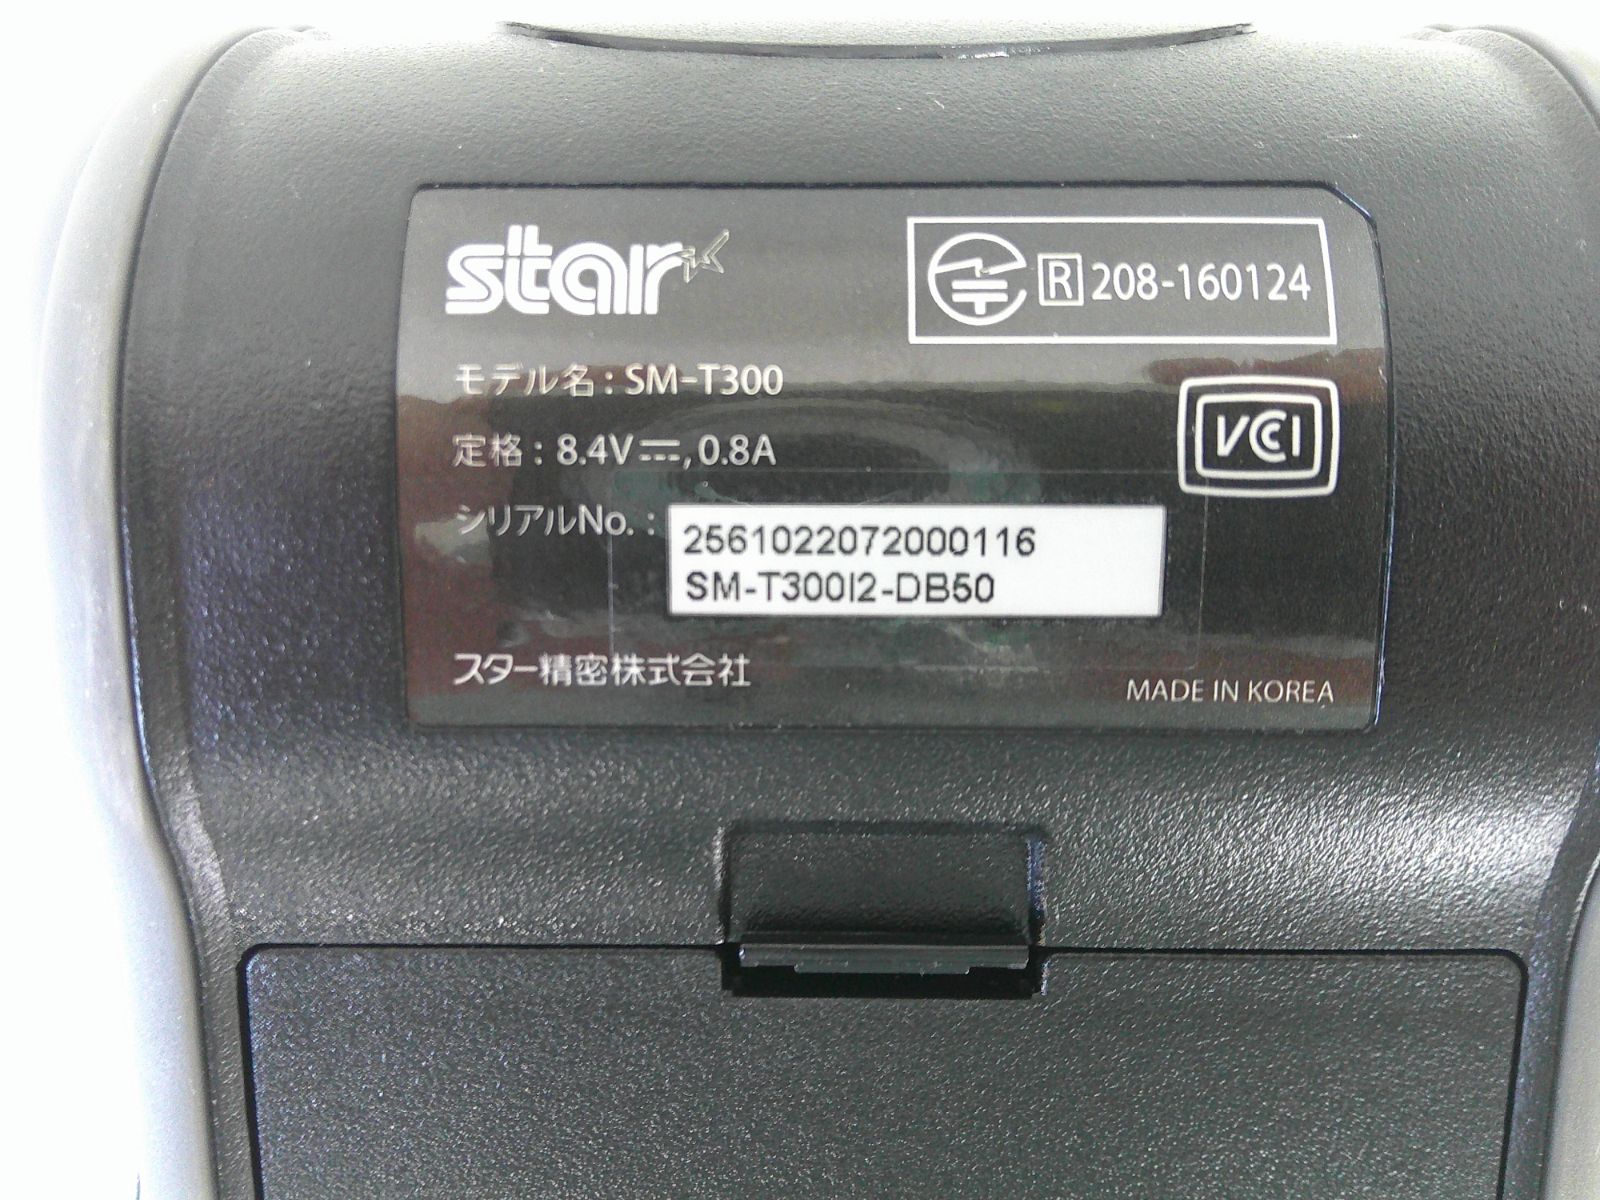 star
R 208-160124
モデル名 : SM-T300
VCCI
定格 : 8.4V⎓, 0.8A
シリアルNo. :
2561022072000116
SM-T300I2-DB50
スター精密株式会社
MADE IN KOREA